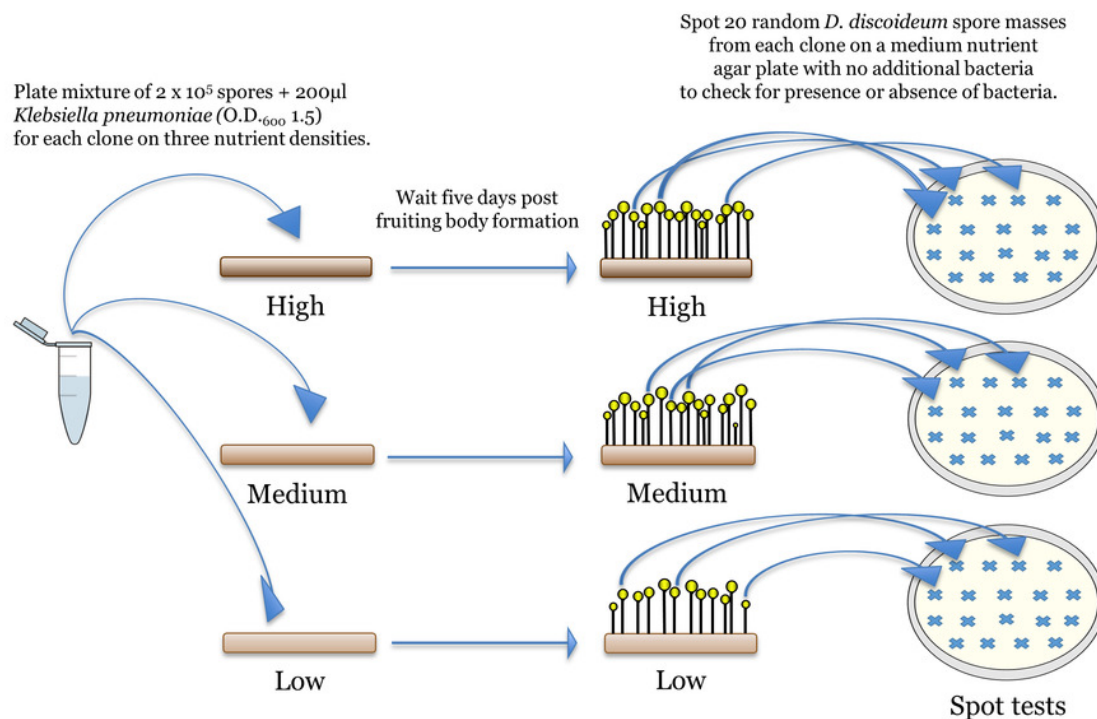 Plate mixture of 2 x 10⁵ spores + 200µl
Klebsiella pneumoniae (O.D.₆₀₀ 1.5)
for each clone on three nutrient densities.
Wait five days post
fruiting body formation
Spot 20 random D. discoideum spore masses
from each clone on a medium nutrient
agar plate with no additional bacteria
to check for presence or absence of bacteria.
High
High
Medium
Medium
Low
Low
Spot tests